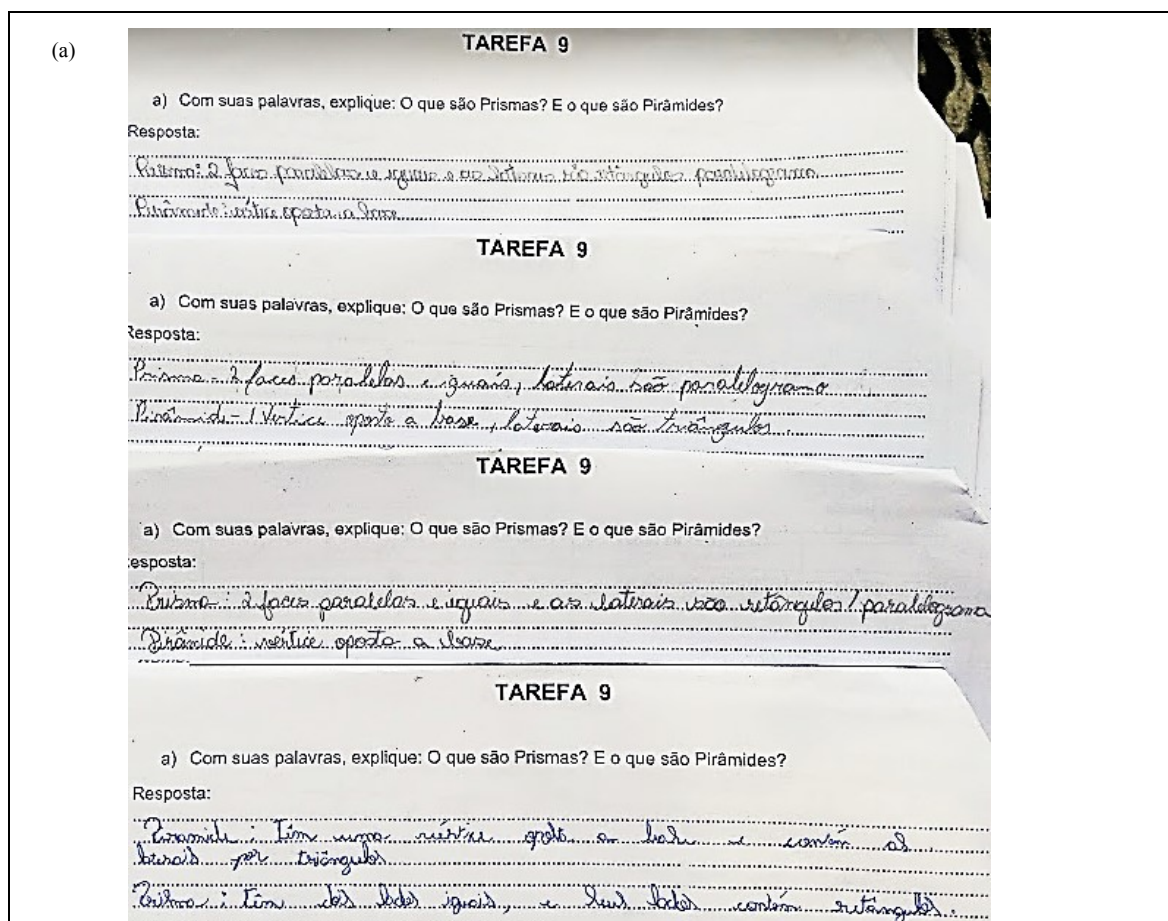 (a)
TAREFA 9
a) Com suas palavras, explique: O que são Prismas? E o que são Pirâmides?
Resposta:
Prisma: 2 faces paralelas e iguais e as laterais são retângulos paralelogramo
Pirâmide: vértice oposta a base
TAREFA 9
a) Com suas palavras, explique: O que são Prismas? E o que são Pirâmides?
Resposta:
Prisma - 2 faces paralelas e iguais, laterais são paralelogramo
Pirâmide - 1 Vértice oposto a base, laterais são triângulos.
TAREFA 9
a) Com suas palavras, explique: O que são Prismas? E o que são Pirâmides?
esposta:
Prisma : 2 faces paralelas e iguais e as laterais são retângulos / paralelograma
Pirâmide : vértice oposto a base
TAREFA 9
a) Com suas palavras, explique: O que são Prismas? E o que são Pirâmides?
Resposta:
Piramide : Tem uma vértice a base e contém as
laterais por triângulos
Prisma : Tem dois lados iguais, e seus lados contém retângulos.